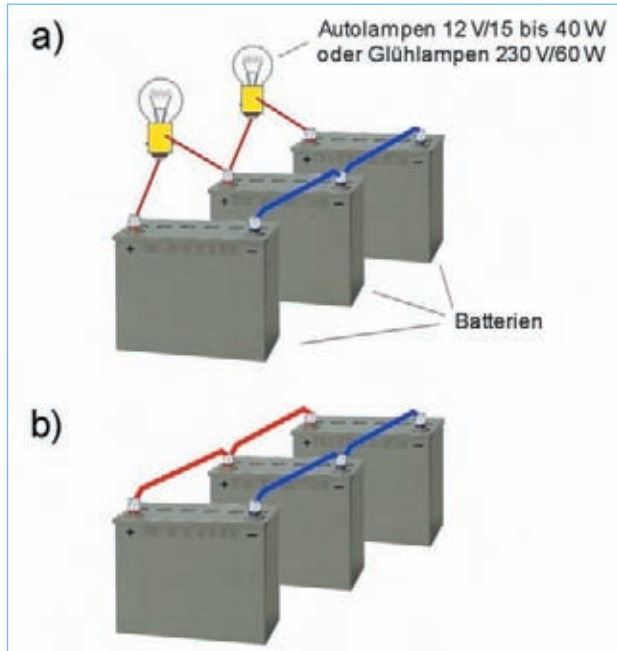 a)
Autolampen 12 V/15 bis 40 W
oder Glühlampen 230 V/60 W
+ –
+ –
+ –
Batterien
b)
+ –
+ –
+ –